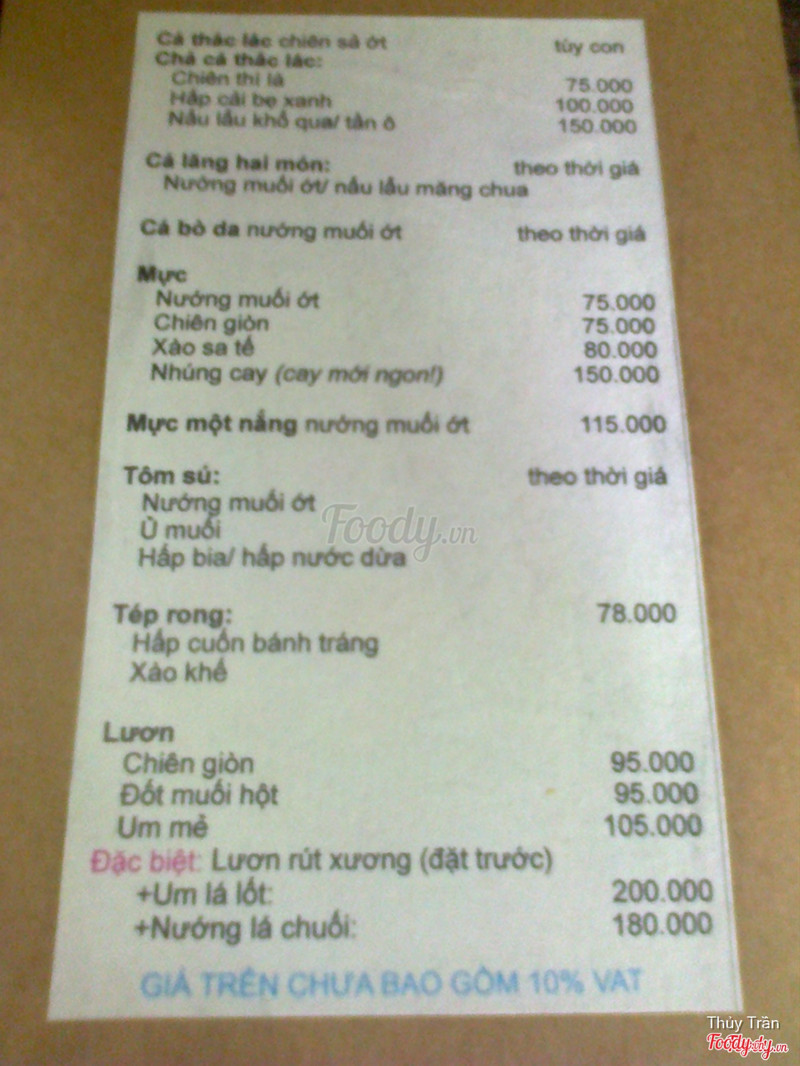 Cá thác lác chiên sả ớt tùy con
Chả cá thác lác:
Chiên thì là 75.000
Hấp cải bẹ xanh 100.000
Nấu lẩu khổ qua/ tần ô 150.000
Cá lăng hai món: theo thời giá
Nướng muối ớt/ nấu lẩu măng chua
Cá bò da nướng muối ớt theo thời giá
Mực
Nướng muối ớt 75.000
Chiên giòn 75.000
Xào sa tế 80.000
Nhúng cay (cay mới ngon!) 150.000
Mực một nắng nướng muối ớt 115.000
Tôm sú: theo thời giá
Nướng muối ớt
Ủ muối
Hấp bia/ hấp nước dừa
Foody.vn
Tép rong: 78.000
Hấp cuốn bánh tráng
Xào khế
Lươn
Chiên giòn 95.000
Đốt muối hột 95.000
Um mẻ 105.000
Đặc biệt: Lươn rút xương (đặt trước)
+Um lá lốt: 200.000
+Nướng lá chuối: 180.000
GIÁ TRÊN CHƯA BAO GỒM 10% VAT
Thủy Trần